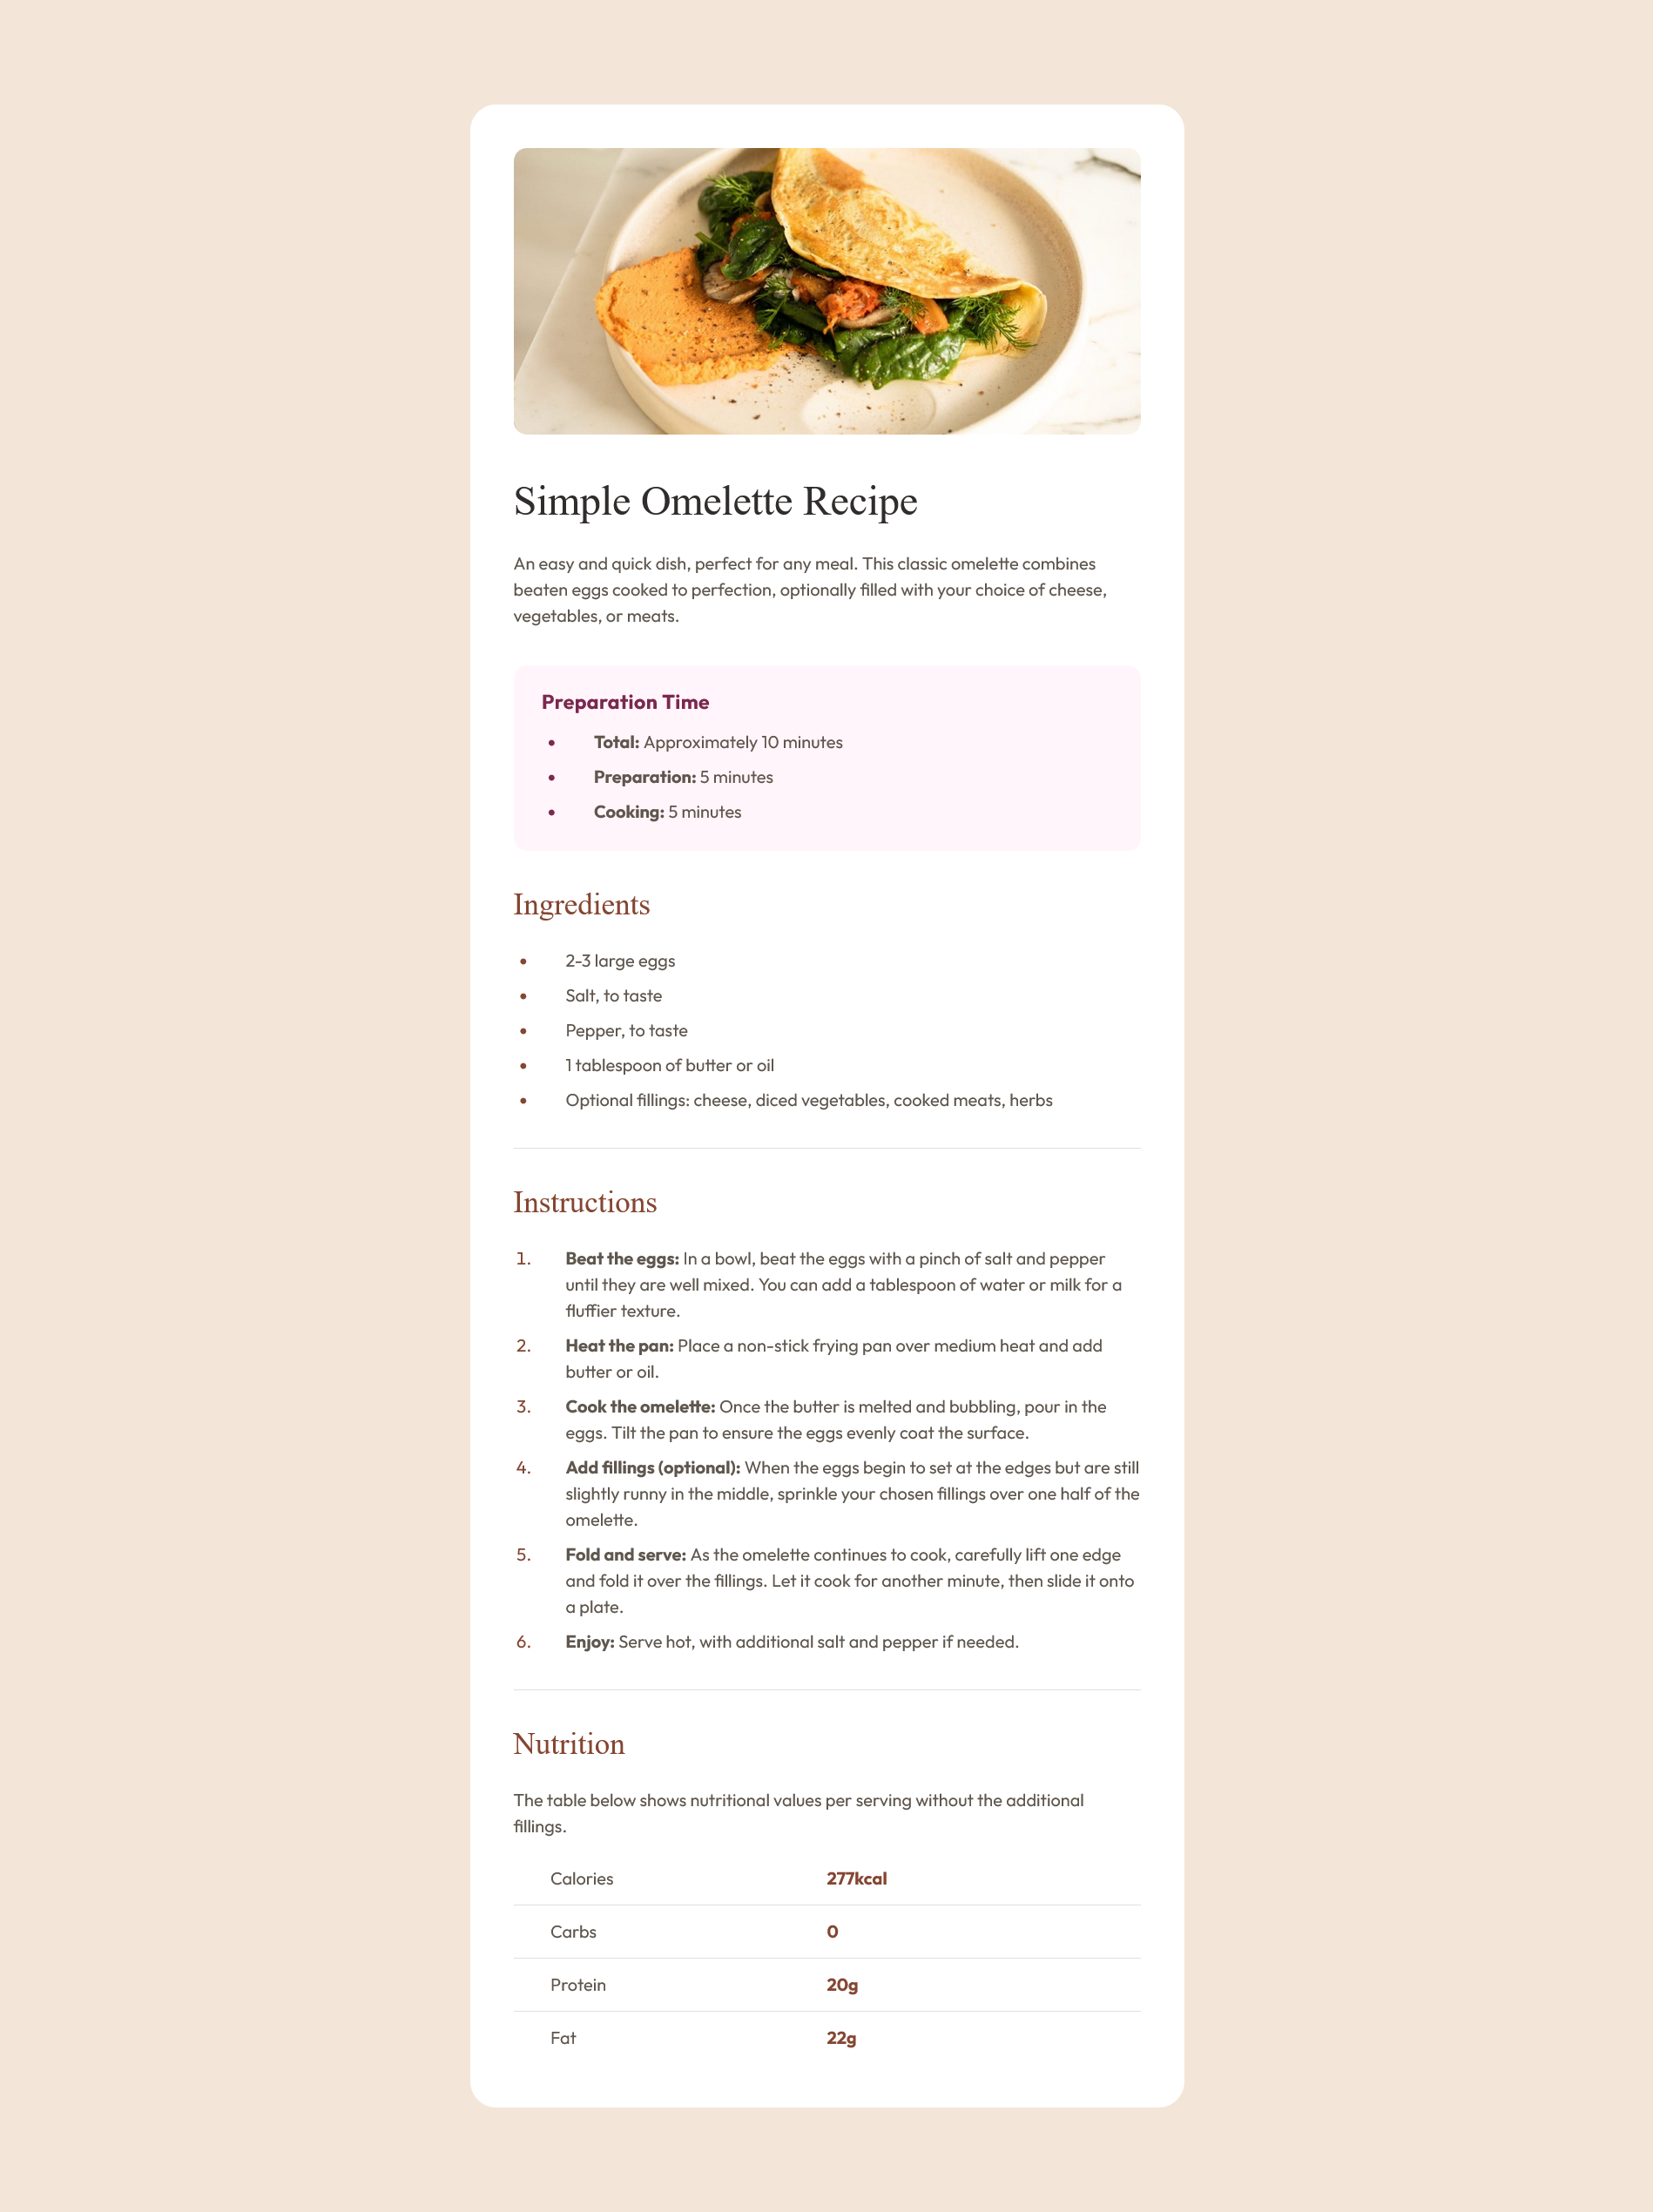 Simple Omelette Recipe
An easy and quick dish, perfect for any meal. This classic omelette combines
beaten eggs cooked to perfection, optionally filled with your choice of cheese,
vegetables, or meats.
Preparation Time
• Total: Approximately 10 minutes
• Preparation: 5 minutes
• Cooking: 5 minutes
Ingredients
• 2-3 large eggs
• Salt, to taste
• Pepper, to taste
• 1 tablespoon of butter or oil
• Optional fillings: cheese, diced vegetables, cooked meats, herbs
Instructions
1. Beat the eggs: In a bowl, beat the eggs with a pinch of salt and pepper
until they are well mixed. You can add a tablespoon of water or milk for a
fluffier texture.
2. Heat the pan: Place a non-stick frying pan over medium heat and add
butter or oil.
3. Cook the omelette: Once the butter is melted and bubbling, pour in the
eggs. Tilt the pan to ensure the eggs evenly coat the surface.
4. Add fillings (optional): When the eggs begin to set at the edges but are still
slightly runny in the middle, sprinkle your chosen fillings over one half of the
omelette.
5. Fold and serve: As the omelette continues to cook, carefully lift one edge
and fold it over the fillings. Let it cook for another minute, then slide it onto
a plate.
6. Enjoy: Serve hot, with additional salt and pepper if needed.
Nutrition
The table below shows nutritional values per serving without the additional
fillings.
Calories 277kcal
Carbs 0
Protein 20g
Fat 22g